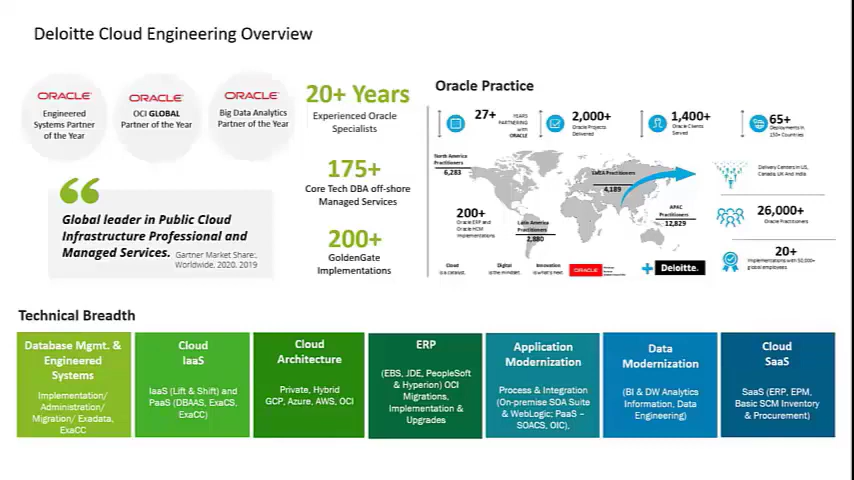 Deloitte Cloud Engineering Overview
ORACLE
Engineered
Systems Partner
of the Year
ORACLE
OCI GLOBAL
Partner of the Year
ORACLE
Big Data Analytics
Partner of the Year
Global leader in Public Cloud
Infrastructure Professional and
Managed Services. Gartner Market Share:,
Worldwide. 2020. 2019
20+ Years
Experienced Oracle
Specialists
175+
Core Tech DBA off-shore
Managed Services
200+
GoldenGate
Implementations
Oracle Practice
27+
YEARS
PARTNERING
with
ORACLE
2,000+
Oracle Projects
Delivered
1,400+
Oracle Clients
Served
65+
Deployments in
150+ Countries
North America
Practitioners
6,283
EMEA Practitioners
4,189
200+
Oracle ERP and
Oracle HCM
Implementations
Latin America
Practitioners
2,880
APAC
Practitioners
12,829
Delivery Centers in US,
Canada, UK And India
26,000+
Oracle Practitioners
20+
Implementations with 50,000+
global employees
Cloud
is a catalyst.
Digital
is the mindset.
Innovation
is what's next
ORACLE
Deloitte.
Technical Breadth
Database Mgmt. &
Engineered
Systems
Implementation/
Administration/
Migration/ Exadata,
ExaCC
Cloud
IaaS
IaaS (Lift & Shift) and
PaaS (DBAAS, ExaCS,
ExaCC)
Cloud
Architecture
Private, Hybrid
GCP, Azure, AWS, OCI
ERP
(EBS, JDE, PeopleSoft
& Hyperion) OCI
Migrations,
Implementation &
Upgrades
Application
Modernization
Process & Integration
(On-premise SOA Suite
& WebLogic; PaaS –
SOACS, OIC),
Data
Modernization
(BI & DW Analytics
Information, Data
Engineering)
Cloud
SaaS
SaaS (ERP, EPM,
Basic SCM Inventory
& Procurement)